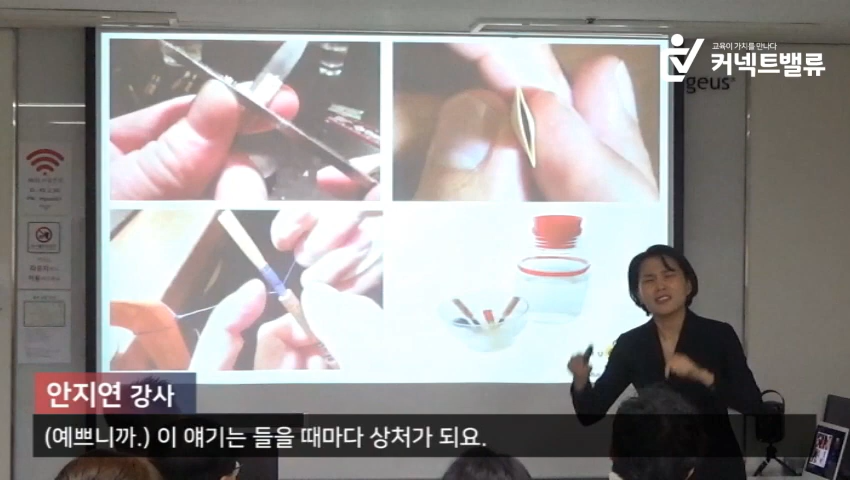 교육이 가치를 만나다
커넥트밸류
geus
안지연 강사
(예쁘니까.) 이 얘기는 들을 때마다 상처가 되요.